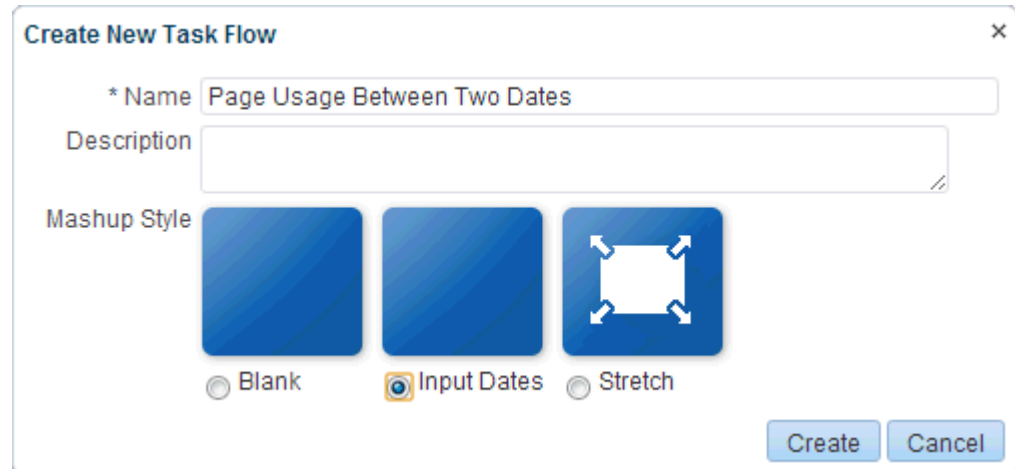 Create New Task Flow ×
* Name Page Usage Between Two Dates
Description
Mashup Style
Blank Input Dates Stretch
Create Cancel